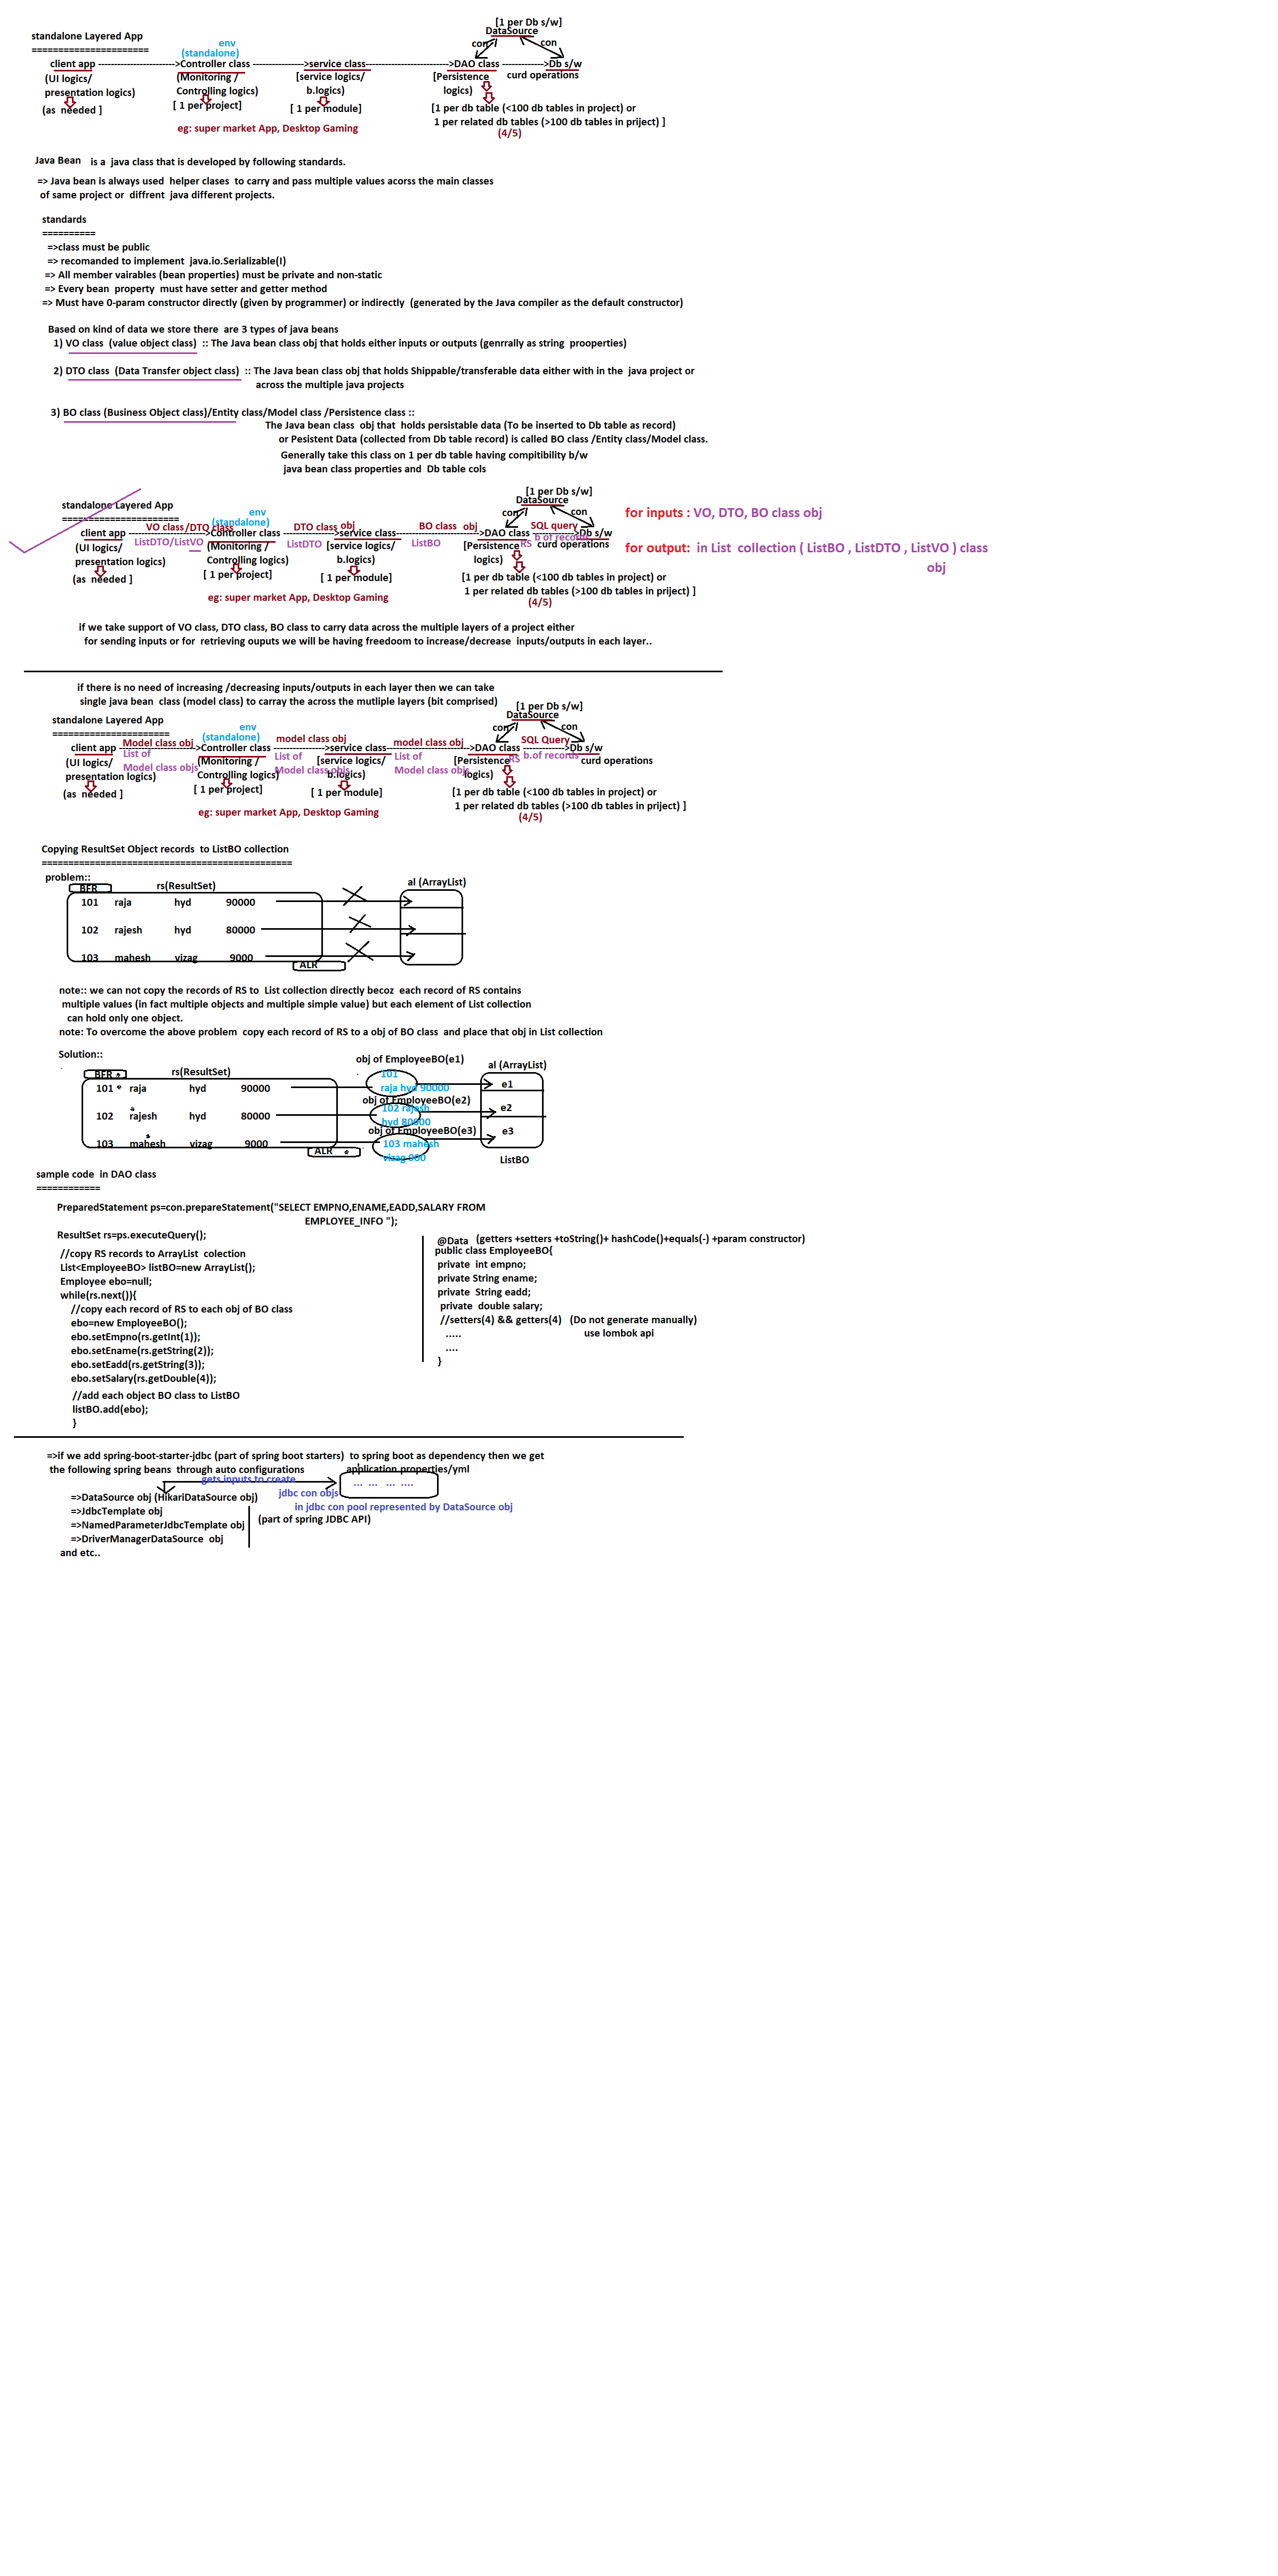 [1 per Db s/w]
DataSource
standalone Layered App
======================
env
(standalone)
con
con
client app ------------------------>Controller class --------------->service class------------------------->DAO class ------------->Db s/w
(UI logics/
presentation logics)
(as needed ]
(Monitoring /
Controlling logics)
[ 1 per project]
[service logics/
b.logics)
[ 1 per module]
[Persistence
logics)
curd operations
[1 per db table (<100 db tables in project) or
1 per related db tables (>100 db tables in priject) ]
(4/5)
eg: super market App, Desktop Gaming
Java Bean is a java class that is developed by following standards.
=> Java bean is always used helper clases to carry and pass multiple values acorss the main classes
of same project or diffrent java different projects.
standards
==========
=>class must be public
=> recomanded to implement java.io.Serializable(I)
=> All member vairables (bean properties) must be private and non-static
=> Every bean property must have setter and getter method
=> Must have 0-param constructor directly (given by programmer) or indirectly (generated by the Java compiler as the default constructor)
Based on kind of data we store there are 3 types of java beans
1) VO class (value object class) :: The Java bean class obj that holds either inputs or outputs (genrrally as string prooperties)
2) DTO class (Data Transfer object class) :: The Java bean class obj that holds Shippable/transferable data either with in the java project or
across the multiple java projects
3) BO class (Business Object class)/Entity class/Model class /Persistence class ::
The Java bean class obj that holds persistable data (To be inserted to Db table as record)
or Pesistent Data (collected from Db table record) is called BO class /Entity class/Model class.
Generally take this class on 1 per db table having compitibility b/w
java bean class properties and Db table cols
[1 per Db s/w]
DataSource
standalone Layered App
======================
env
(standalone)
con
con
for inputs : VO, DTO, BO class obj
VO class/DTO class
DTO class obj
BO class obj
SQL query
client app --------------------->Controller class -------------->service class---------------------->DAO class ------------>Db s/w
ListDTO/ListVO
ListDTO
ListBO
RS
b of records
(UI logics/
presentation logics)
(as needed ]
(Monitoring /
Controlling logics)
[ 1 per project]
[service logics/
b.logics)
[ 1 per module]
[Persistence
logics)
curd operations
for output: in List collection ( ListBO , ListDTO , ListVO ) class
obj
[1 per db table (<100 db tables in project) or
1 per related db tables (>100 db tables in priject) ]
(4/5)
eg: super market App, Desktop Gaming
if we take support of VO class, DTO class, BO class to carry data across the multiple layers of a project either
for sending inputs or for retrieving ouputs we will be having freedoom to increase/decrease inputs/outputs in each layer..
if there is no need of increasing /decreasing inputs/outputs in each layer then we can take
single java bean class (model class) to carray the across the mutliple layers (bit comprised)
[1 per Db s/w]
DataSource
standalone Layered App
======================
env
(standalone)
con
con
Model class obj
model class obj
model class obj
SQL Query
client app --------------------->Controller class -------------->service class---------------------->DAO class ------------->Db s/w
List of
Model class objs
List of
Model class objs
List of
Model class objs
RS
b.of records
(UI logics/
presentation logics)
(as needed ]
(Monitoring /
Controlling logics)
[ 1 per project]
[service logics/
b.logics)
[ 1 per module]
[Persistence
logics)
curd operations
[1 per db table (<100 db tables in project) or
1 per related db tables (>100 db tables in priject) ]
(4/5)
eg: super market App, Desktop Gaming
Copying ResultSet Object records to ListBO collection
===============================================
problem::
BFR
rs(ResultSet)
al (ArrayList)
101 raja hyd 90000
102 rajesh hyd 80000
103 mahesh vizag 9000
ALR
note:: we can not copy the records of RS to List collection directly becoz each record of RS contains
multiple values (in fact multiple objects and multiple simple value) but each element of List collection
can hold only one object.
note: To overcome the above problem copy each record of RS to a obj of BO class and place that obj in List collection
Solution::
BFR
rs(ResultSet)
obj of EmployeeBO(e1)
al (ArrayList)
101 raja hyd 90000
101
raja hyd 90000
e1
obj of EmployeeBO(e2)
102 rajesh hyd 80000
102 rajesh
hyd 80000
e2
obj of EmployeeBO(e3)
103 mahesh vizag 9000
103 mahesh
vizag 900
e3
ALR
ListBO
sample code in DAO class
============
PreparedStatement ps=con.prepareStatement("SELECT EMPNO,ENAME,EADD,SALARY FROM
EMPLOYEE_INFO ");
ResultSet rs=ps.executeQuery();
//copy RS records to ArrayList colection
List<EmployeeBO> listBO=new ArrayList();
Employee ebo=null;
while(rs.next()){
//copy each record of RS to each obj of BO class
ebo=new EmployeeBO();
ebo.setEmpno(rs.getInt(1));
ebo.setEname(rs.getString(2));
ebo.setEadd(rs.getString(3));
ebo.setSalary(rs.getDouble(4));
//add each object BO class to ListBO
listBO.add(ebo);
}
@Data (getters +setters +toString()+ hashCode()+equals(-) +param constructor)
public class EmployeeBO{
private int empno;
private String ename;
private String eadd;
private double salary;
//setters(4) && getters(4) (Do not generate manually)
..... use lombok api
....
}
=>if we add spring-boot-starter-jdbc (part of spring boot starters) to spring boot as dependency then we get
the following spring beans through auto configurations
application.properties/yml
gets inputs to create
... ... ... ....
=>DataSource obj (HikariDataSource obj)
jdbc con objs
in jdbc con pool represented by DataSource obj
=>JdbcTemplate obj
(part of spring JDBC API)
=>NamedParameterJdbcTemplate obj
=>DriverManagerDataSource obj
and etc..